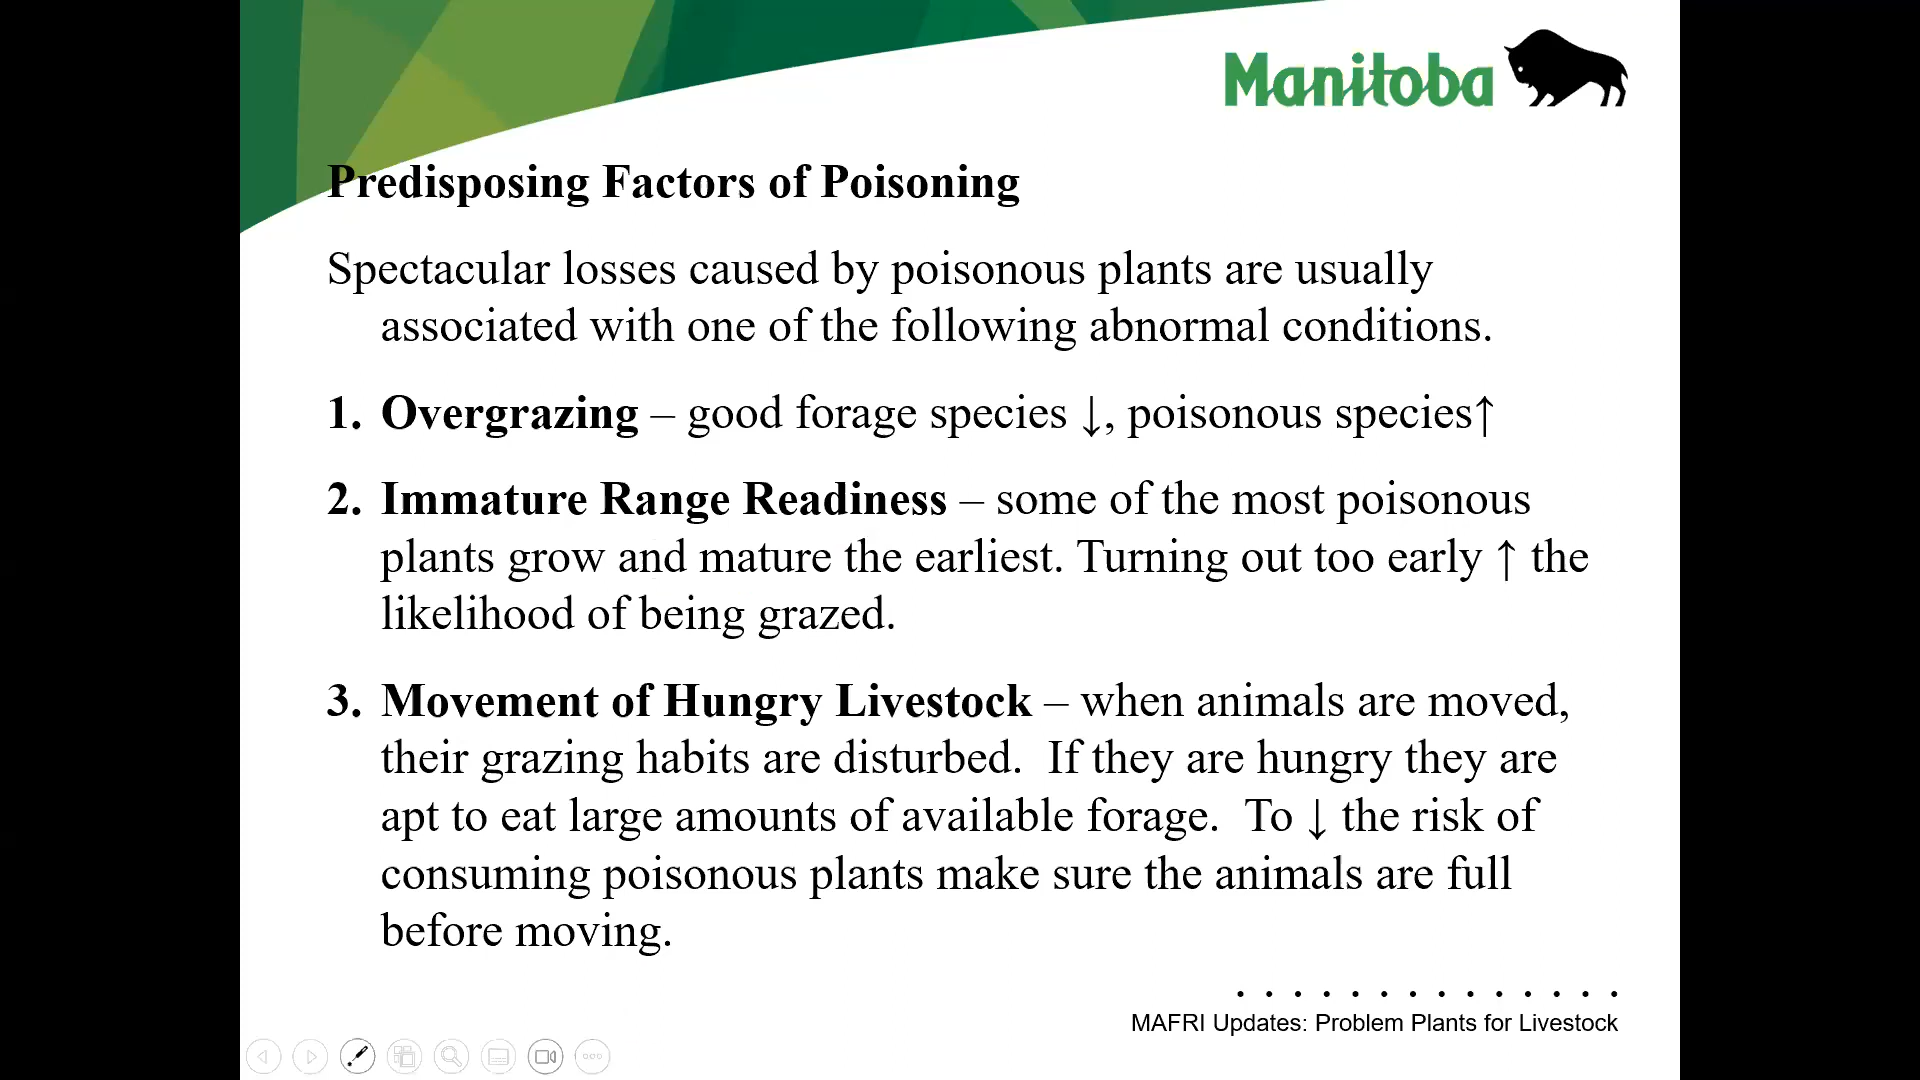 Manitoba
Predisposing Factors of Poisoning
Spectacular losses caused by poisonous plants are usually
associated with one of the following abnormal conditions.
1. Overgrazing – good forage species ↓, poisonous species↑
2. Immature Range Readiness – some of the most poisonous
plants grow and mature the earliest. Turning out too early ↑ the
likelihood of being grazed.
3. Movement of Hungry Livestock – when animals are moved,
their grazing habits are disturbed.  If they are hungry they are
apt to eat large amounts of available forage.  To ↓ the risk of
consuming poisonous plants make sure the animals are full
before moving.
. . . . . . . . . . . . . .
MAFRI Updates: Problem Plants for Livestock